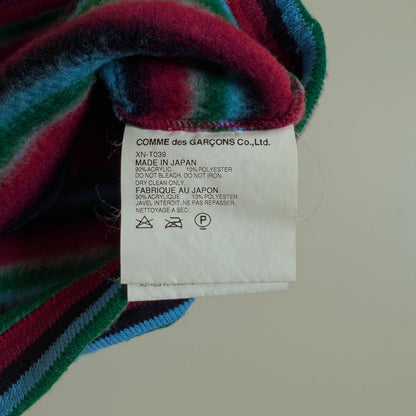 COMME des GARÇONS Co.,Ltd.
XN-T039
MADE IN JAPAN
90% ACRYLIC 10% POLYESTER
DO NOT BLEACH. DO NOT IRON.
DRY CLEAN ONLY.
FABRIQUE AU JAPON
90% ACRYLIQUE 10% POLYESTER
JAVEL INTERDIT. NE PAS REPASSER.
NETTOYAGE A SEC.
P